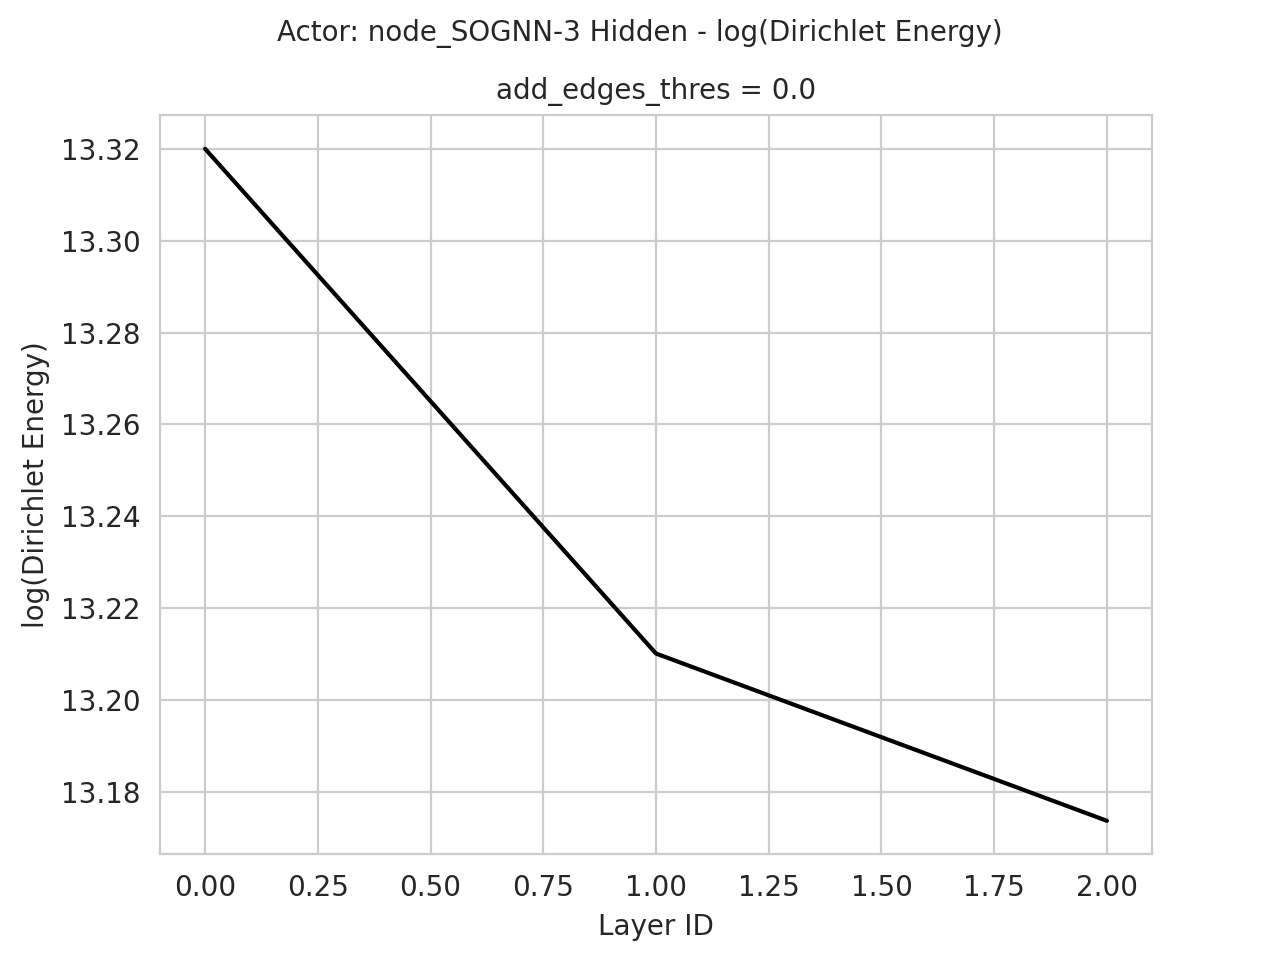 Actor: node_SOGNN-3 Hidden - log(Dirichlet Energy)
add_edges_thres = 0.0
log(Dirichlet Energy)
13.32
13.30
13.28
13.26
13.24
13.22
13.20
13.18
0.00 0.25 0.50 0.75 1.00 1.25 1.50 1.75 2.00
Layer ID